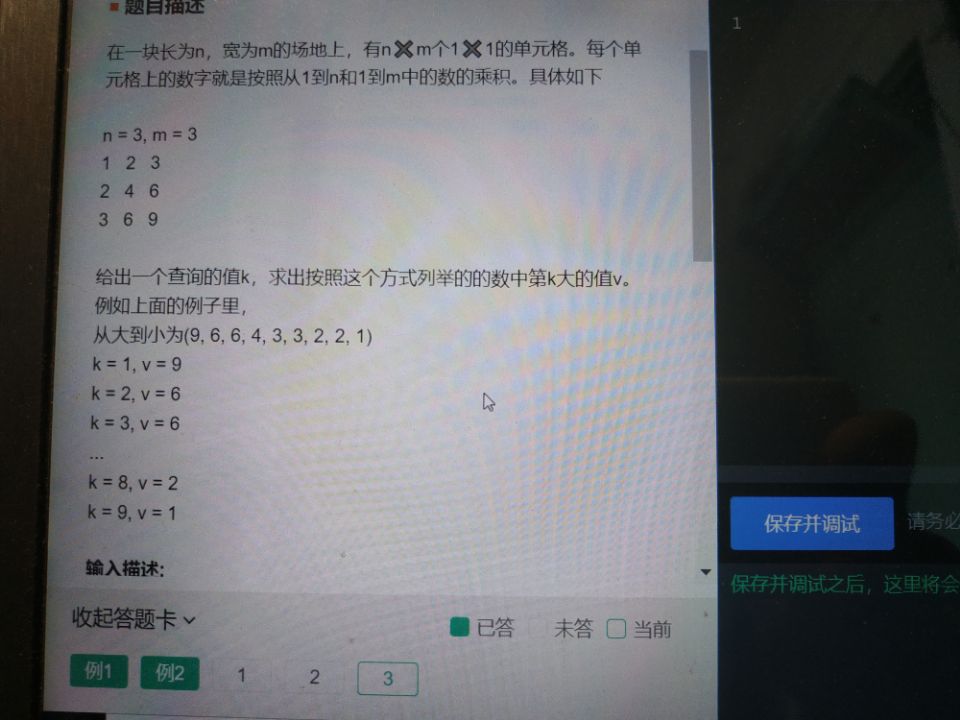 题目描述
在一块长为n，宽为m的场地上，有n✖m个1✖1的单元格。每个单
元格上的数字就是按照从1到n和1到m中的数的乘积。具体如下
n = 3, m = 3
1 2 3
2 4 6
3 6 9
给出一个查询的值k，求出按照这个方式列举的的数中第k大的值v。
例如上面的例子里，
从大到小为(9, 6, 6, 4, 3, 3, 2, 2, 1)
k = 1, v = 9
k = 2, v = 6
k = 3, v = 6
...
k = 8, v = 2
k = 9, v = 1
输入描述:
收起答题卡
已答 未答 当前
例1 例2 1 2 3
1
保存并调试 请务必
保存并调试之后，这里将会